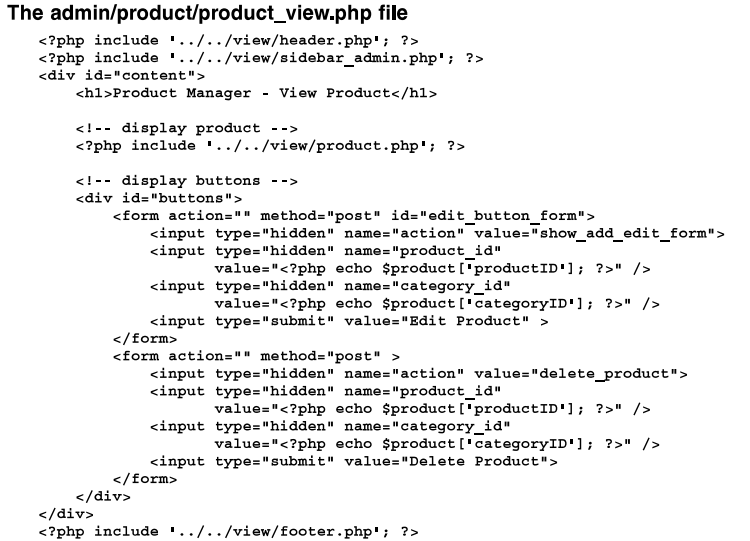 The admin/product/product_view.php file
<?php include '../../view/header.php'; ?>
<?php include '../../view/sidebar_admin.php'; ?>
<div id="content">
    <h1>Product Manager - View Product</h1>

    <!-- display product -->
    <?php include '../../view/product.php'; ?>

    <!-- display buttons -->
    <div id="buttons">
        <form action="" method="post" id="edit_button_form">
            <input type="hidden" name="action" value="show_add_edit_form">
            <input type="hidden" name="product_id"
                   value="<?php echo $product['productID']; ?>" />
            <input type="hidden" name="category_id"
                   value="<?php echo $product['categoryID']; ?>" />
            <input type="submit" value="Edit Product" >
        </form>
        <form action="" method="post" >
            <input type="hidden" name="action" value="delete_product">
            <input type="hidden" name="product_id"
                   value="<?php echo $product['productID']; ?>" />
            <input type="hidden" name="category_id"
                   value="<?php echo $product['categoryID']; ?>" />
            <input type="submit" value="Delete Product">
        </form>
    </div>
</div>
<?php include '../../view/footer.php'; ?>